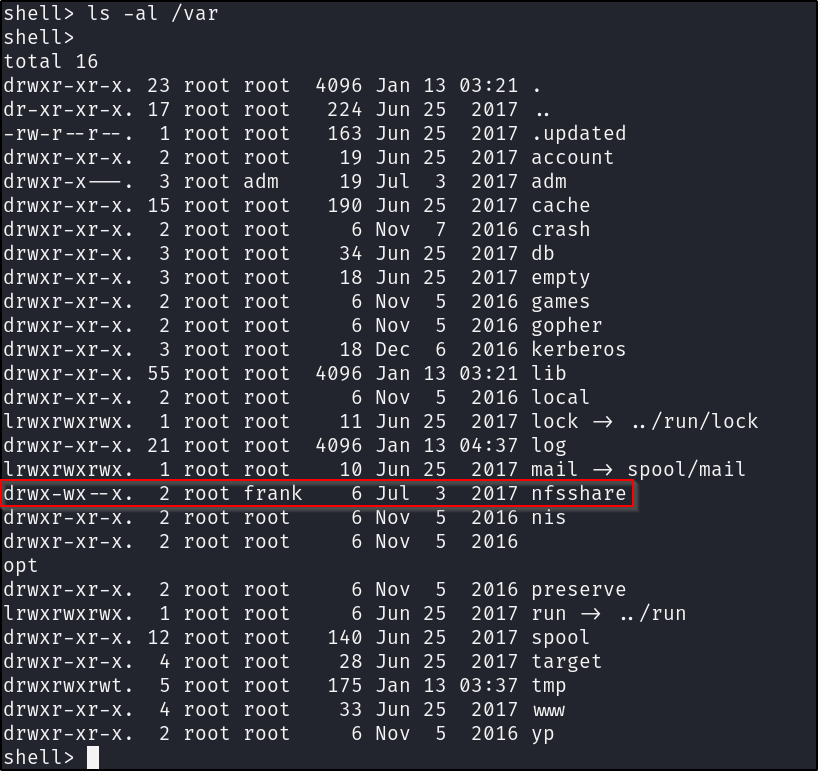 shell> ls -al /var
shell>
total 16
drwxr-xr-x. 23 root root  4096 Jan 13 03:21 .
dr-xr-xr-x. 17 root root   224 Jun 25  2017 ..
-rw-r--r--.  1 root root   163 Jun 25  2017 .updated
drwxr-xr-x.  2 root root    19 Jun 25  2017 account
drwxr-x---.  3 root adm     19 Jul  3  2017 adm
drwxr-xr-x. 15 root root   190 Jun 25  2017 cache
drwxr-xr-x.  2 root root     6 Nov  7  2016 crash
drwxr-xr-x.  3 root root    34 Jun 25  2017 db
drwxr-xr-x.  3 root root    18 Jun 25  2017 empty
drwxr-xr-x.  2 root root     6 Nov  5  2016 games
drwxr-xr-x.  2 root root     6 Nov  5  2016 gopher
drwxr-xr-x.  3 root root    18 Dec  6  2016 kerberos
drwxr-xr-x. 55 root root  4096 Jan 13 03:21 lib
drwxr-xr-x.  2 root root     6 Nov  5  2016 local
lrwxrwxrwx.  1 root root    11 Jun 25  2017 lock -> ../run/lock
drwxr-xr-x. 21 root root  4096 Jan 13 04:37 log
lrwxrwxrwx.  1 root root    10 Jun 25  2017 mail -> spool/mail
drwx-wx--x.  2 root frank    6 Jul  3  2017 nfsshare
drwxr-xr-x.  2 root root     6 Nov  5  2016 nis
drwxr-xr-x.  2 root root     6 Nov  5  2016
opt
drwxr-xr-x.  2 root root     6 Nov  5  2016 preserve
lrwxrwxrwx.  1 root root     6 Jun 25  2017 run -> ../run
drwxr-xr-x. 12 root root   140 Jun 25  2017 spool
drwxr-xr-x.  4 root root    28 Jun 25  2017 target
drwxrwxrwt.  5 root root   175 Jan 13 03:37 tmp
drwxr-xr-x.  4 root root    33 Jun 25  2017 www
drwxr-xr-x.  2 root root     6 Nov  5  2016 yp
shell>